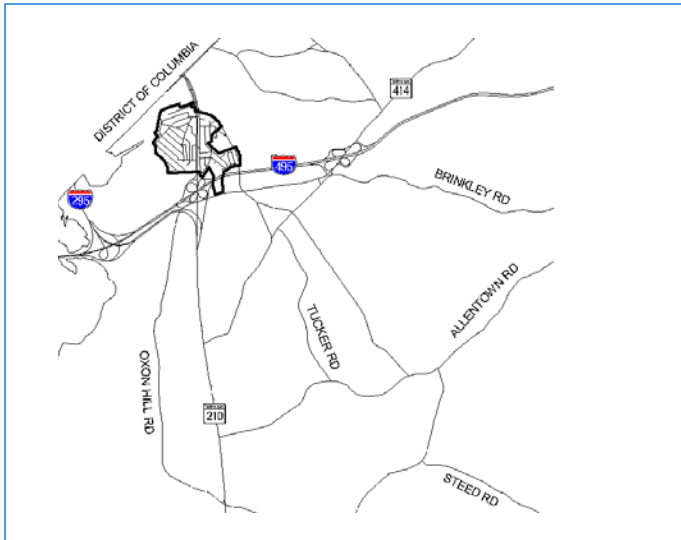 DISTRICT OF COLUMBIA
414
495
BRINKLEY RD
295
ALLENTOWN RD
TUCKER RD
OXON HILL RD
210
STEED RD